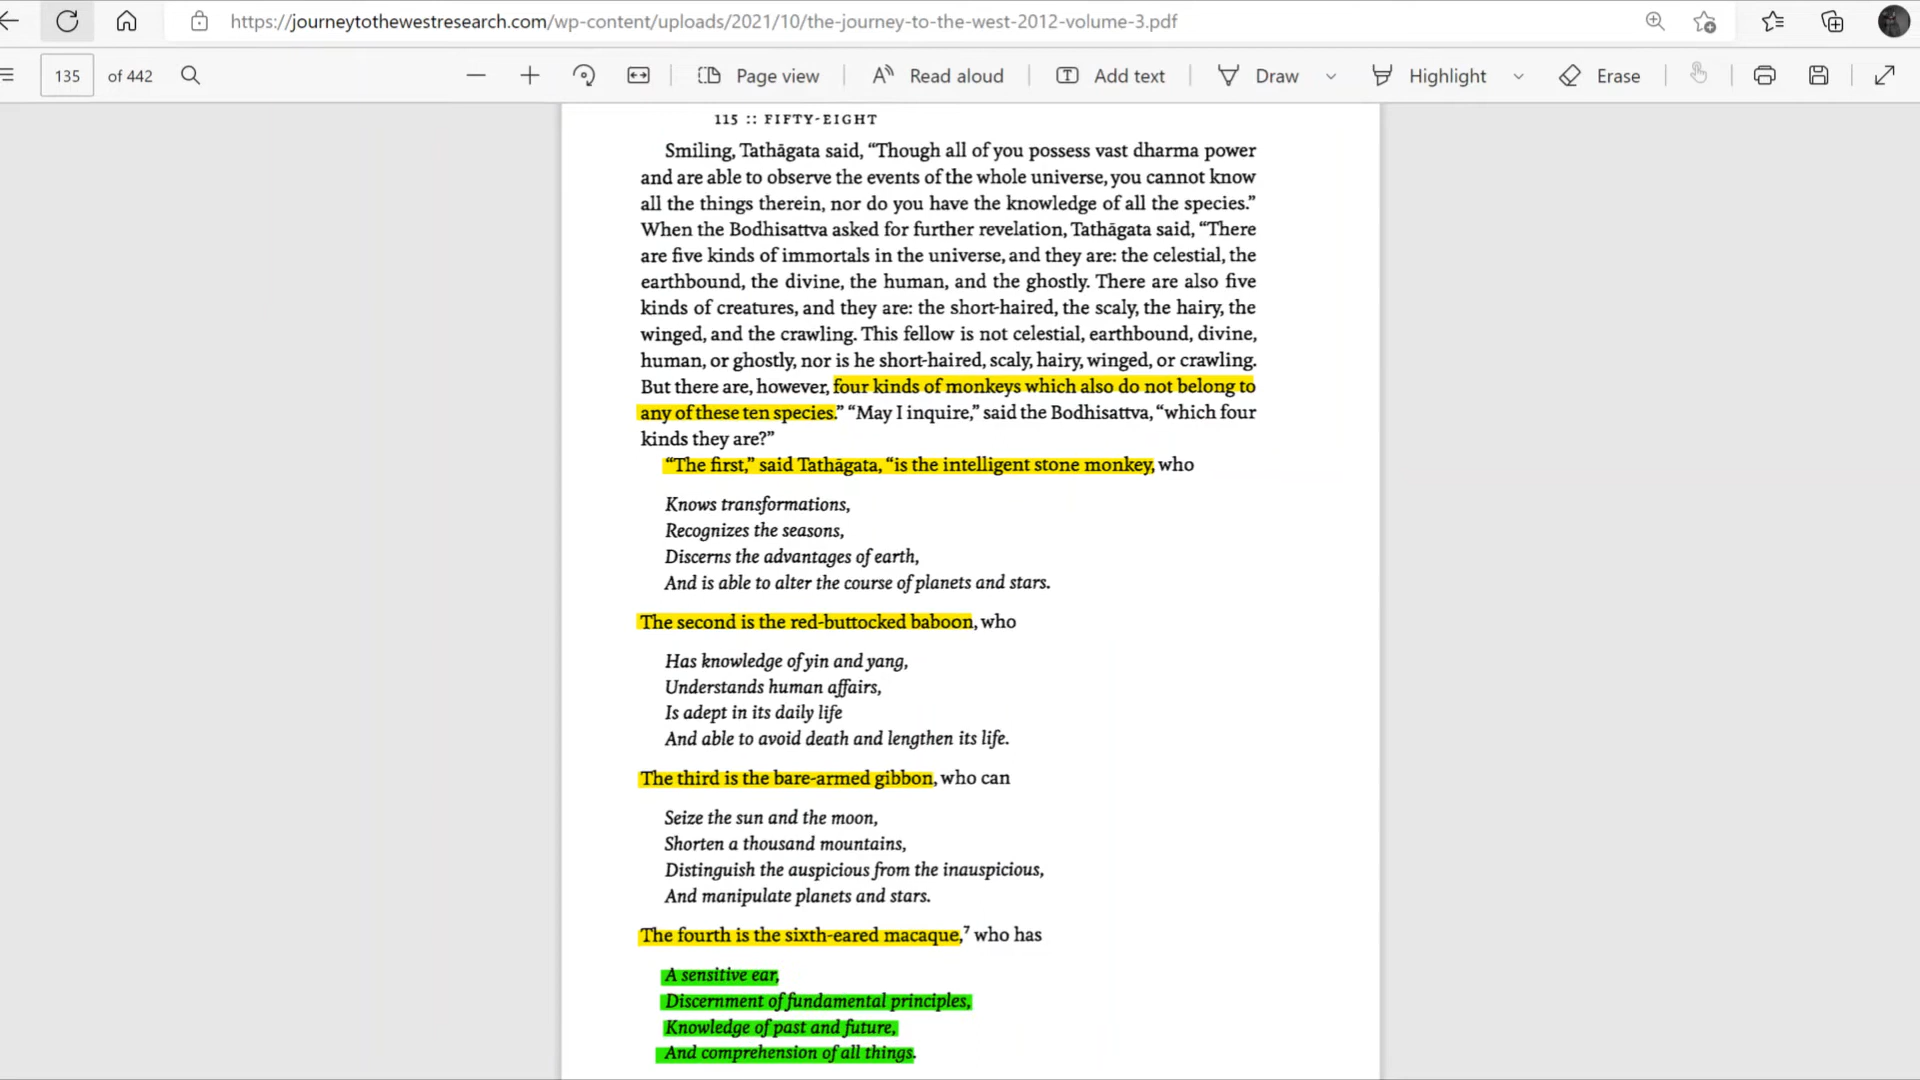 https://journeytothewestresearch.com/wp-content/uploads/2021/10/the-journey-to-the-west-2012-volume-3.pdf
135 of 442 Page view Read aloud Add text Draw Highlight Erase
115 :: FIFTY-EIGHT
Smiling, Tathāgata said, “Though all of you possess vast dharma power
and are able to observe the events of the whole universe, you cannot know
all the things therein, nor do you have the knowledge of all the species.”
When the Bodhisattva asked for further revelation, Tathāgata said, “There
are five kinds of immortals in the universe, and they are: the celestial, the
earthbound, the divine, the human, and the ghostly. There are also five
kinds of creatures, and they are: the short-haired, the scaly, the hairy, the
winged, and the crawling. This fellow is not celestial, earthbound, divine,
human, or ghostly, nor is he short-haired, scaly, hairy, winged, or crawling.
But there are, however, four kinds of monkeys which also do not belong to
any of these ten species.” “May I inquire,” said the Bodhisattva, “which four
kinds they are?”
“The first,” said Tathāgata, “is the intelligent stone monkey, who
Knows transformations,
Recognizes the seasons,
Discerns the advantages of earth,
And is able to alter the course of planets and stars.
The second is the red-buttocked baboon, who
Has knowledge of yin and yang,
Understands human affairs,
Is adept in its daily life
And able to avoid death and lengthen its life.
The third is the bare-armed gibbon, who can
Seize the sun and the moon,
Shorten a thousand mountains,
Distinguish the auspicious from the inauspicious,
And manipulate planets and stars.
The fourth is the sixth-eared macaque,⁷ who has
A sensitive ear,
Discernment of fundamental principles,
Knowledge of past and future,
And comprehension of all things.